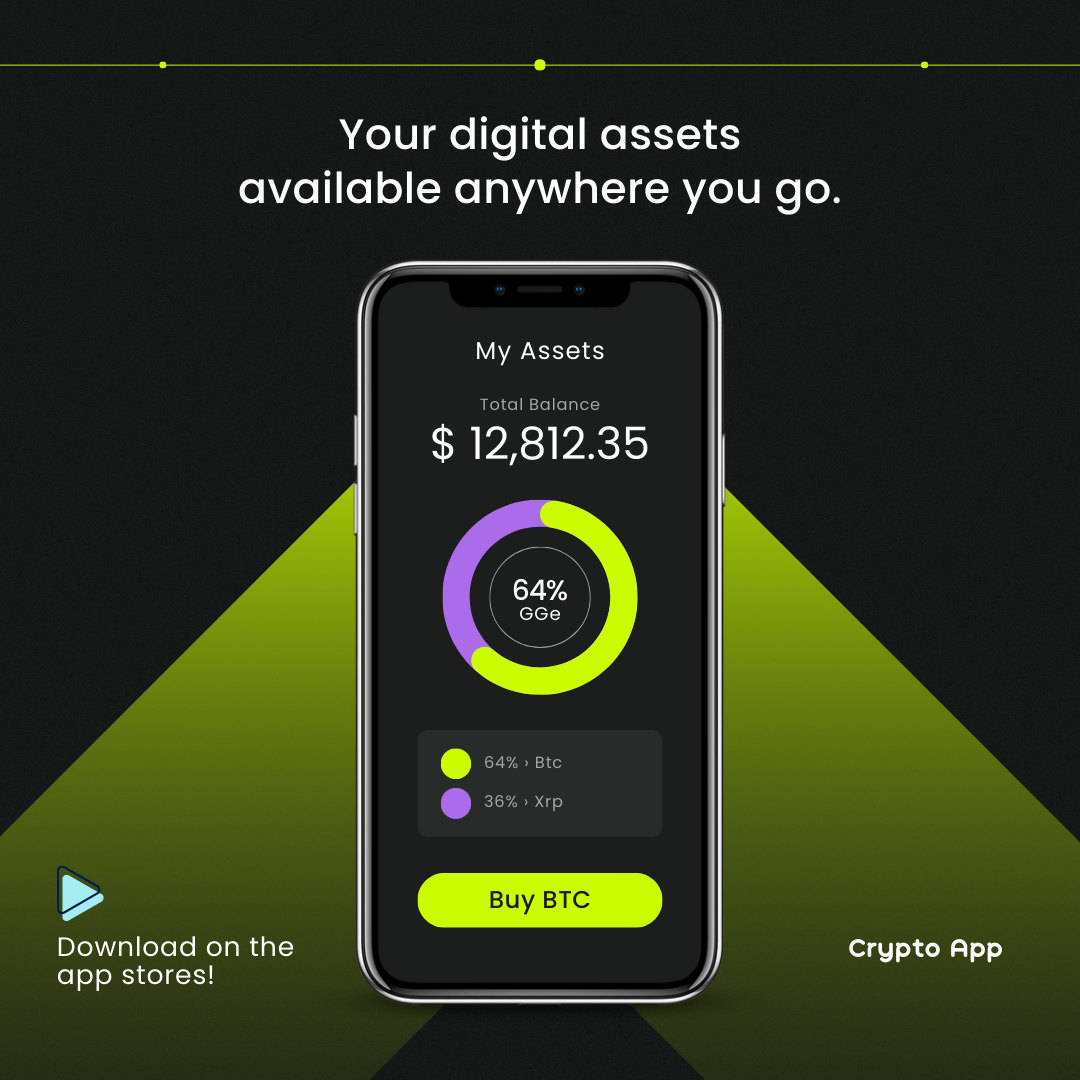 Your digital assets
available anywhere you go.
My Assets
Total Balance
$ 12,812.35
64%
GGe
64% › Btc
36% › Xrp
Buy BTC
Download on the
app stores!
Crypto App